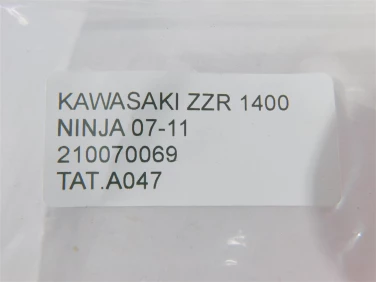 KAWASAKI ZZR 1400
NINJA 07-11
210070069
TAT.A047